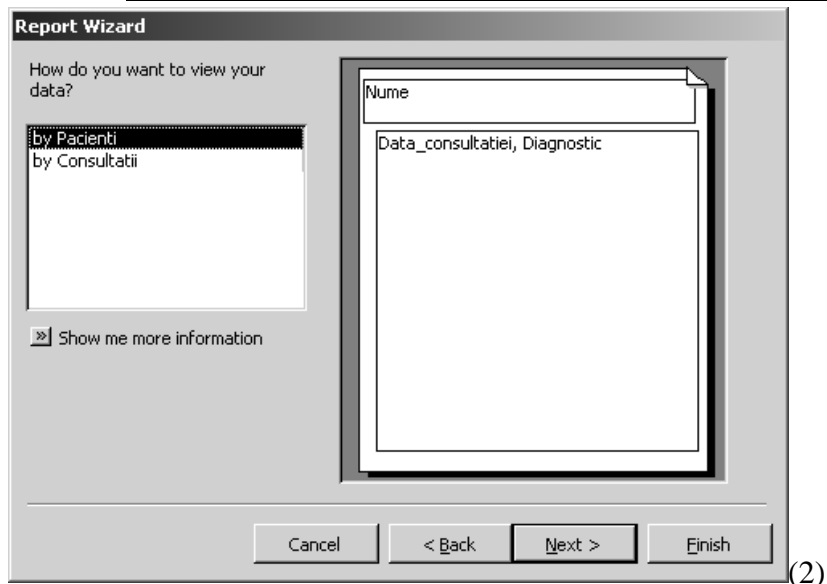 Report Wizard
How do you want to view your
data?
by Pacienti
by Consultatii
Show me more information
Nume
Data_consultatiei, Diagnostic
Cancel
< Back
Next >
Finish
(2)